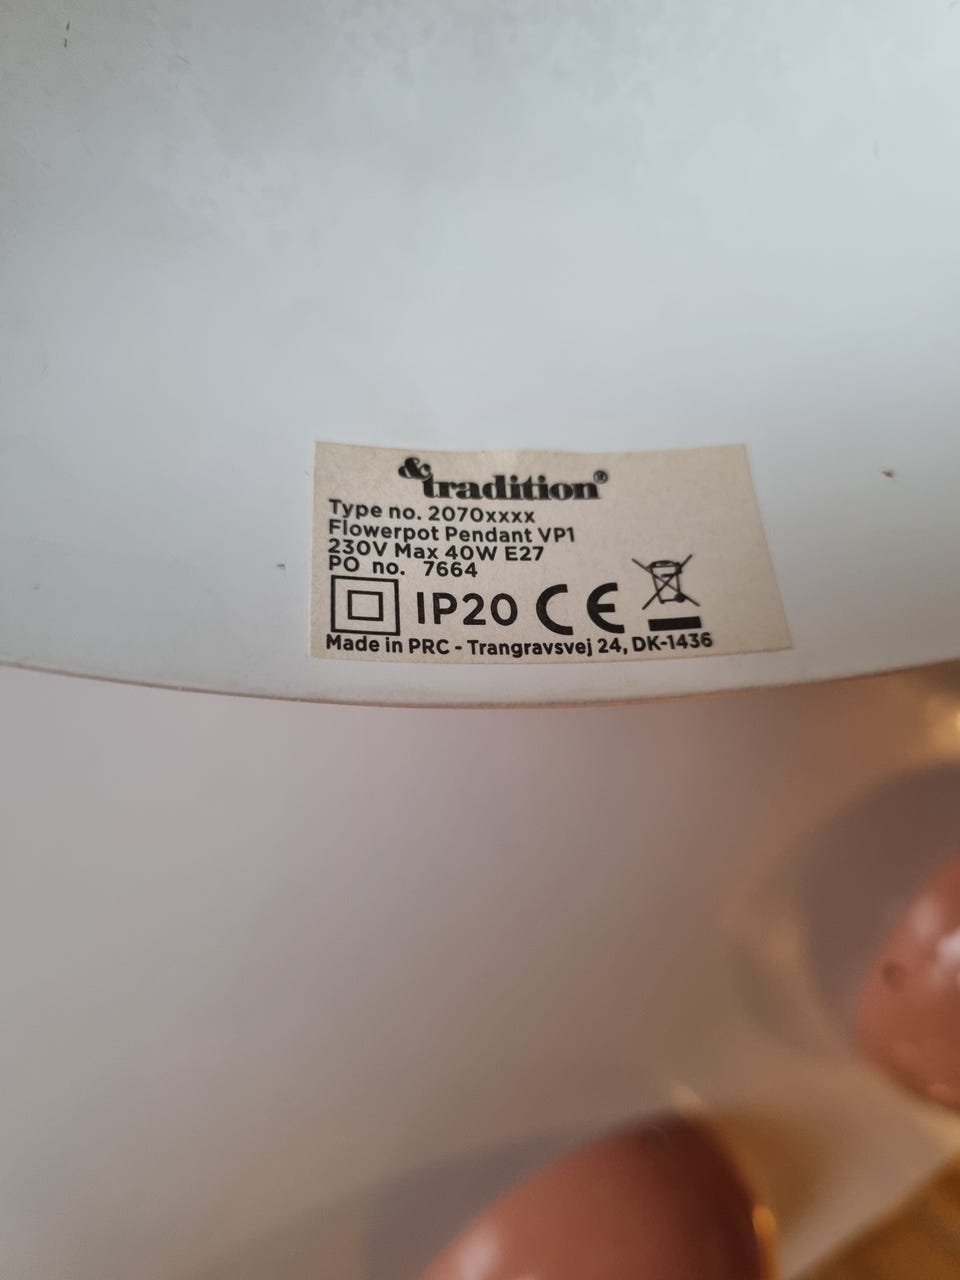 &tradition®
Type no. 2070xxxx
Flowerpot Pendant VP1
230V Max 40W E27
PO no. 7664
IP20 CE
Made in PRC - Trangravsvej 24, DK-1436